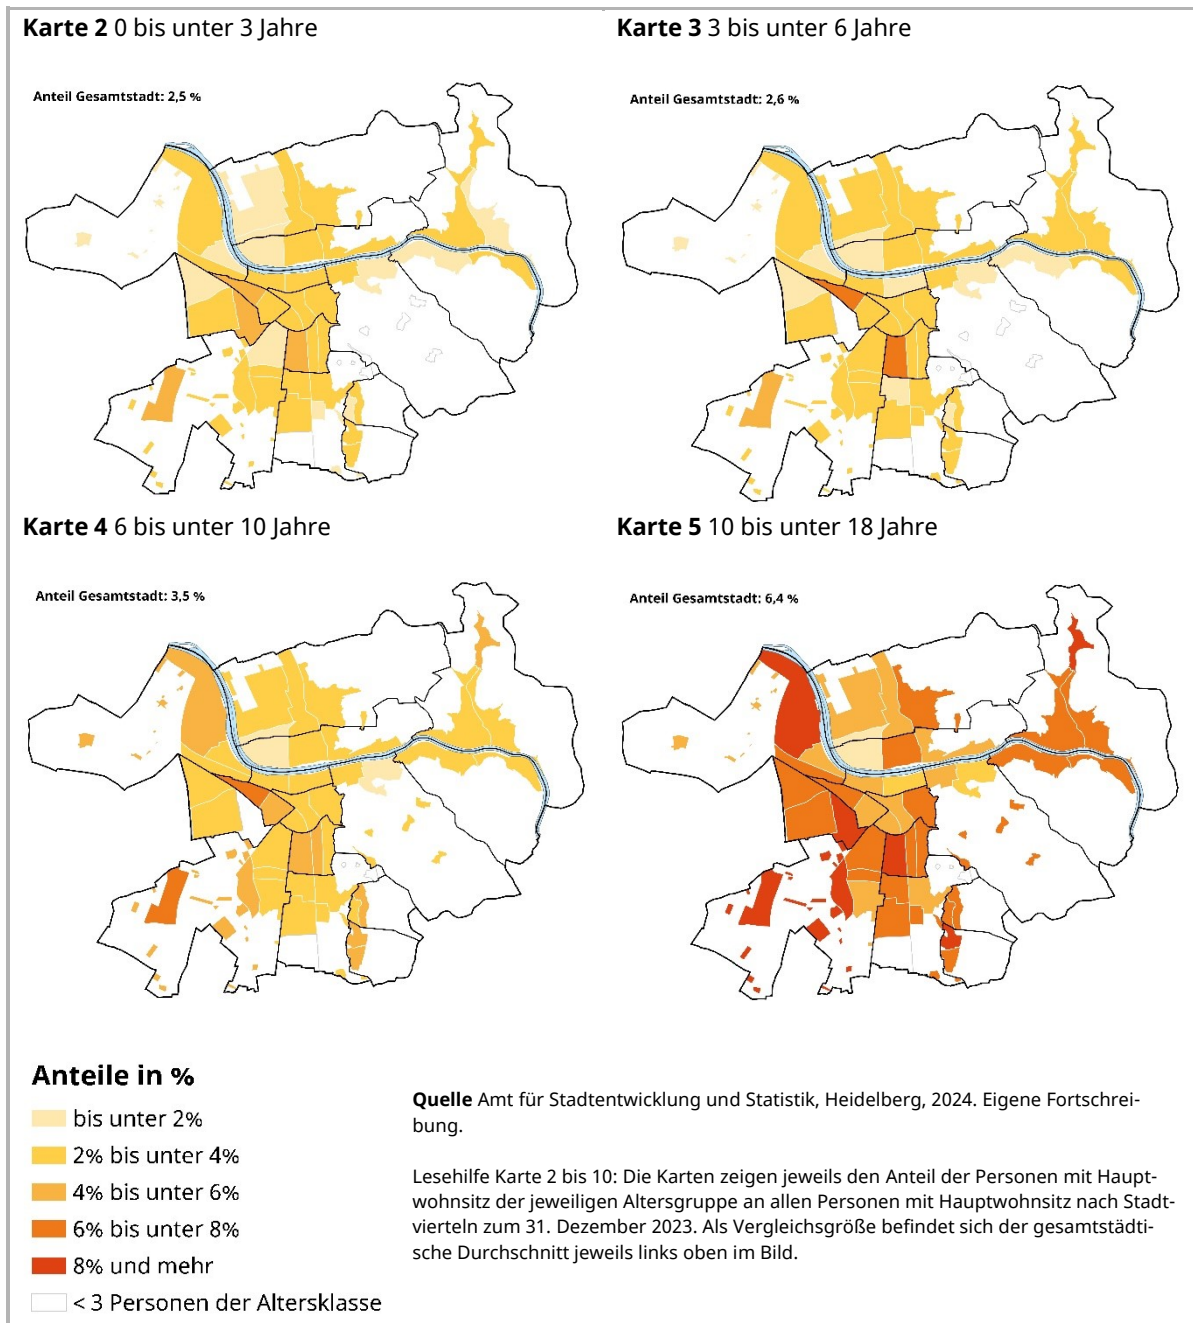 Karte 2 0 bis unter 3 Jahre
Anteil Gesamtstadt: 2,5 %
Karte 3 3 bis unter 6 Jahre
Anteil Gesamtstadt: 2,6 %
Karte 4 6 bis unter 10 Jahre
Anteil Gesamtstadt: 3,5 %
Karte 5 10 bis unter 18 Jahre
Anteil Gesamtstadt: 6,4 %
Anteile in %
bis unter 2%
2% bis unter 4%
4% bis unter 6%
6% bis unter 8%
8% und mehr
< 3 Personen der Altersklasse
Quelle Amt für Stadtentwicklung und Statistik, Heidelberg, 2024. Eigene Fortschrei-
bung.
Lesehilfe Karte 2 bis 10: Die Karten zeigen jeweils den Anteil der Personen mit Haupt-
wohnsitz der jeweiligen Altersgruppe an allen Personen mit Hauptwohnsitz nach Stadt-
vierteln zum 31. Dezember 2023. Als Vergleichsgröße befindet sich der gesamtstädti-
sche Durchschnitt jeweils links oben im Bild.